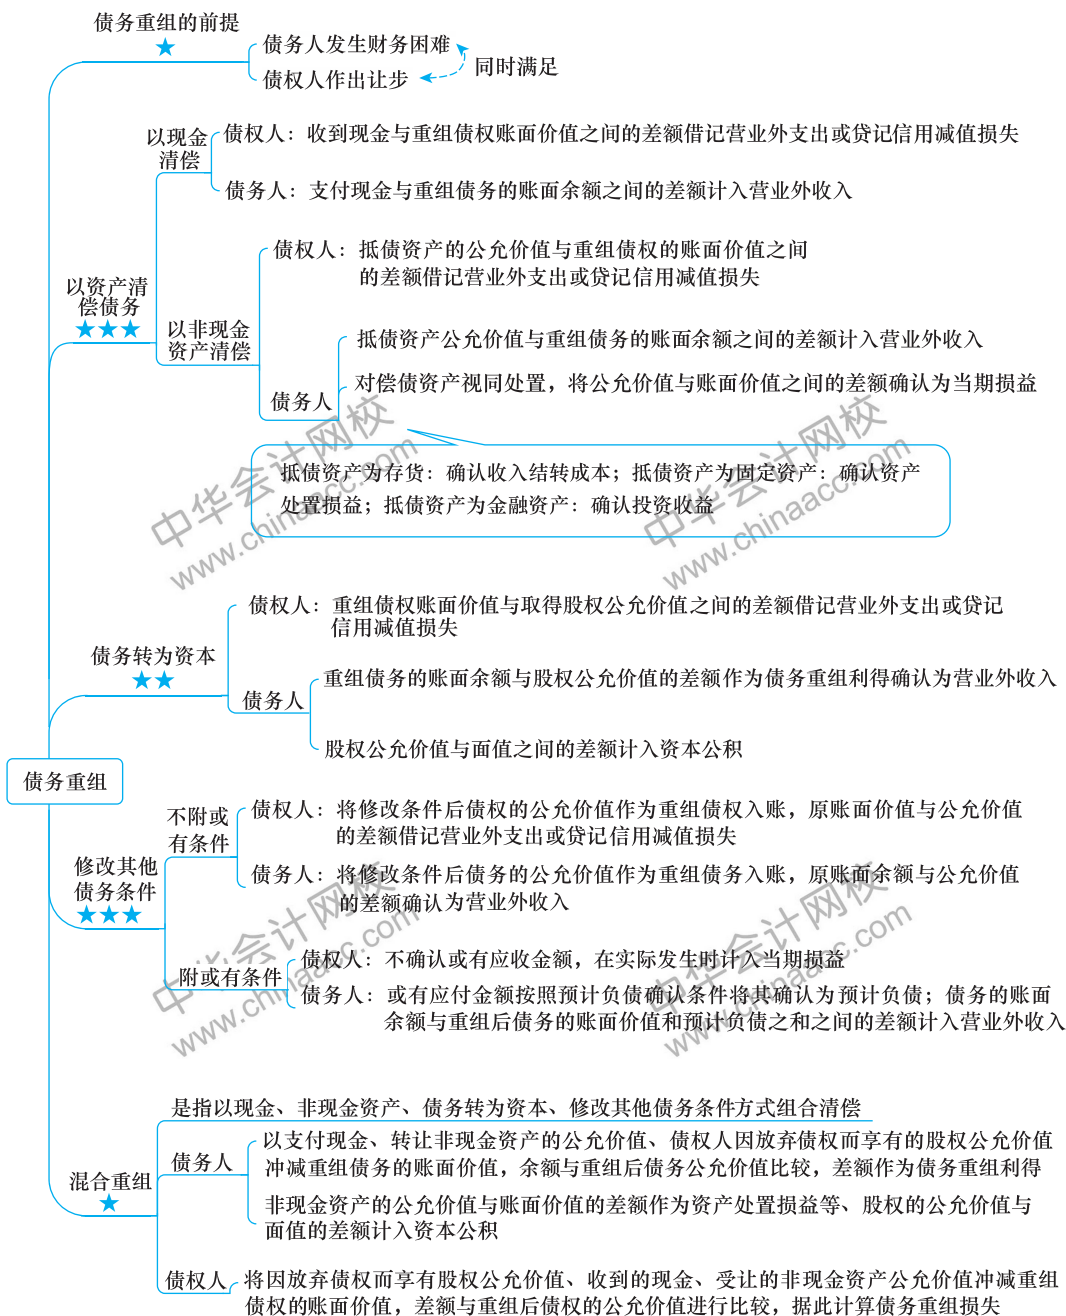 债务重组的前提
债务人发生财务困难
债权人作出让步
同时满足
以现金
清偿
债权人：收到现金与重组债权账面价值之间的差额借记营业外支出或贷记信用减值损失
债务人：支付现金与重组债务的账面余额之间的差额计入营业外收入
以资产清
偿债务
以非现金
资产清偿
债权人：抵债资产的公允价值与重组债权的账面价值之间
的差额借记营业外支出或贷记信用减值损失
债务人
抵债资产公允价值与重组债务的账面余额之间的差额计入营业外收入
对偿债资产视同处置，将公允价值与账面价值之间的差额确认为当期损益
抵债资产为存货：确认收入结转成本；抵债资产为固定资产：确认资产
处置损益；抵债资产为金融资产：确认投资收益
中华会计网校
www.chinaacc.com
中华会计网校
www.chinaacc.com
债务转为资本
债权人：重组债权账面价值与取得股权公允价值之间的差额借记营业外支出或贷记
信用减值损失
债务人
重组债务的账面余额与股权公允价值的差额作为债务重组利得确认为营业外收入
股权公允价值与面值之间的差额计入资本公积
债务重组
修改其他
债务条件
不附或
有条件
债权人：将修改条件后债权的公允价值作为重组债权入账，原账面价值与公允价值
的差额借记营业外支出或贷记信用减值损失
债务人：将修改条件后债务的公允价值作为重组债务入账，原账面余额与公允价值
的差额确认为营业外收入
附或有条件
债权人：不确认或有应收金额，在实际发生时计入当期损益
债务人：或有应付金额按照预计负债确认条件将其确认为预计负债；债务的账面
余额与重组后债务的账面价值和预计负债之和之间的差额计入营业外收入
中华会计网校
www.chinaacc.com
中华会计网校
www.chinaacc.com
混合重组
是指以现金、非现金资产、债务转为资本、修改其他债务条件方式组合清偿
债务人
以支付现金、转让非现金资产的公允价值、债权人因放弃债权而享有的股权公允价值
冲减重组债务的账面价值，余额与重组后债务公允价值比较，差额作为债务重组利得
非现金资产的公允价值与账面价值的差额作为资产处置损益等、股权的公允价值与
面值的差额计入资本公积
债权人
将因放弃债权而享有股权公允价值、收到的现金、受让的非现金资产公允价值冲减重组
债权的账面价值，差额与重组后债权的公允价值进行比较，据此计算债务重组损失